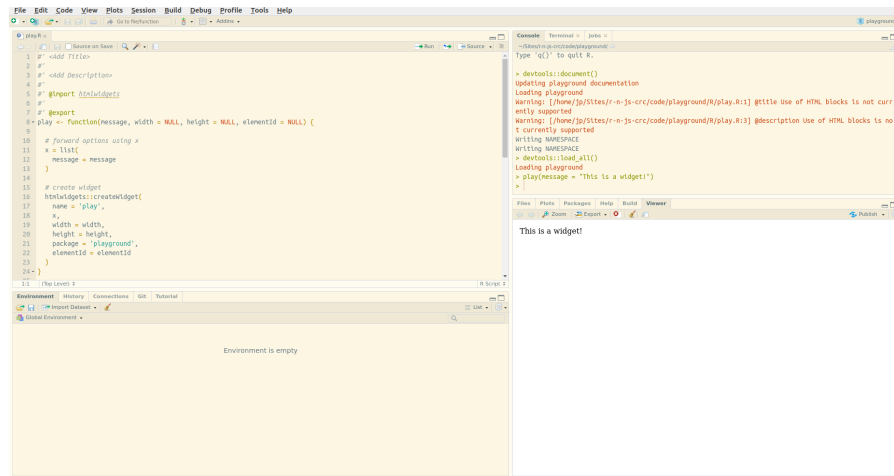 File Edit Code View Plots Session Build Debug Profile Tools Help
Go to file/function Addins
playground
play.R
Source on Save Run Source
1 #' <Add Title>
2 #'
3 #' <Add Description>
4 #'
5 #' @import htmlwidgets
6 #'
7 #' @export
8 play <- function(message, width = NULL, height = NULL, elementId = NULL) {
9
10 # forward options using x
11 x = list(
12 message = message
13 )
14
15 # create widget
16 htmlwidgets::createWidget(
17 name = 'play',
18 x,
19 width = width,
20 height = height,
21 package = 'playground',
22 elementId = elementId
23 )
24 }
1:1 (Top Level) R Script
Environment History Connections Git Tutorial
Import Dataset List
Global Environment
Environment is empty
Console Terminal Jobs
~/Sites/r-n-js-crc/code/playground/
Type 'q()' to quit R.
> devtools::document()
Updating playground documentation
Loading playground
Warning: [/home/jp/Sites/r-n-js-crc/code/playground/R/play.R:1] @title Use of HTML blocks is not curr
ently supported
Warning: [/home/jp/Sites/r-n-js-crc/code/playground/R/play.R:3] @description Use of HTML blocks is no
t currently supported
Writing NAMESPACE
Writing NAMESPACE
> devtools::load_all()
Loading playground
> play(message = "This is a widget!")
>
Files Plots Packages Help Build Viewer
Zoom Export Publish
This is a widget!